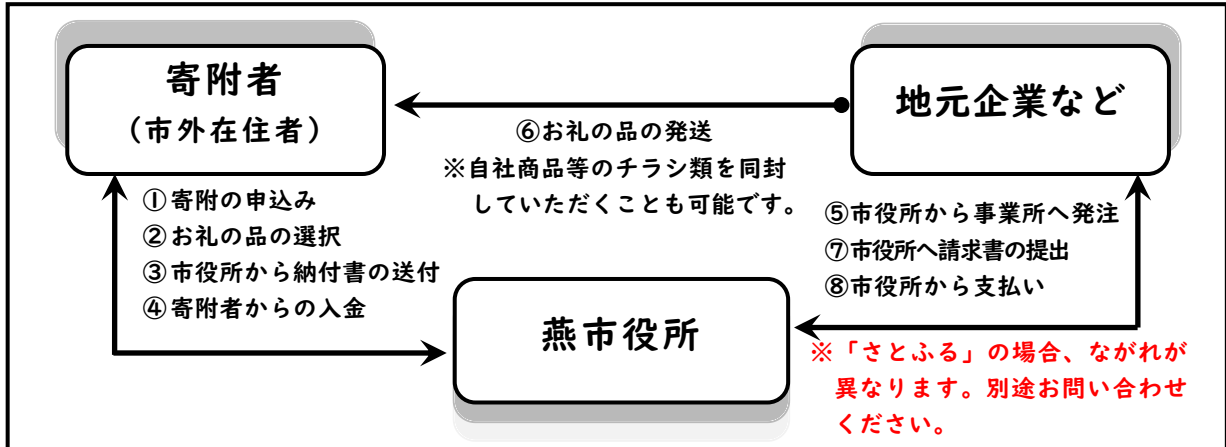 寄附者
(市外在住者)
地元企業など
⑥お礼の品の発送
※自社商品等のチラシ類を同封
していただくことも可能です。
①寄附の申込み
②お礼の品の選択
③市役所から納付書の送付
④寄附者からの入金
⑤市役所から事業所へ発注
⑦市役所へ請求書の提出
⑧市役所から支払い
燕市役所
※「さとふる」の場合、ながれが
異なります。別途お問い合わせ
ください。